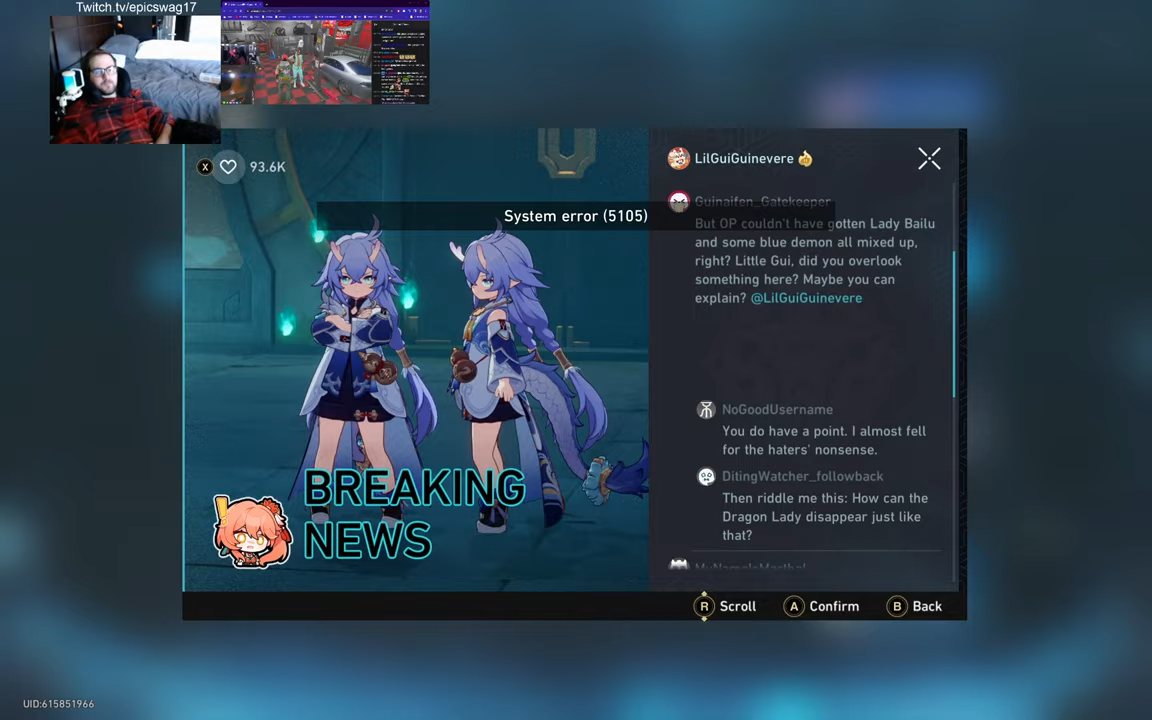 Twitch.tv/epicswag17
X
93.6K
LilGuiGuinevere
System error (5105)
Guinaifen_Gatekeeper
But OP couldn't have gotten Lady Bailu
and some blue demon all mixed up,
right? Little Gui, did you overlook
something here? Maybe you can
explain? @LilGuiGuinevere
NoGoodUsername
You do have a point. I almost fell
for the haters' nonsense.
DitingWatcher_followback
Then riddle me this: How can the
Dragon Lady disappear just like
that?
BREAKING
NEWS
R Scroll
A Confirm
B Back
UID:615851966